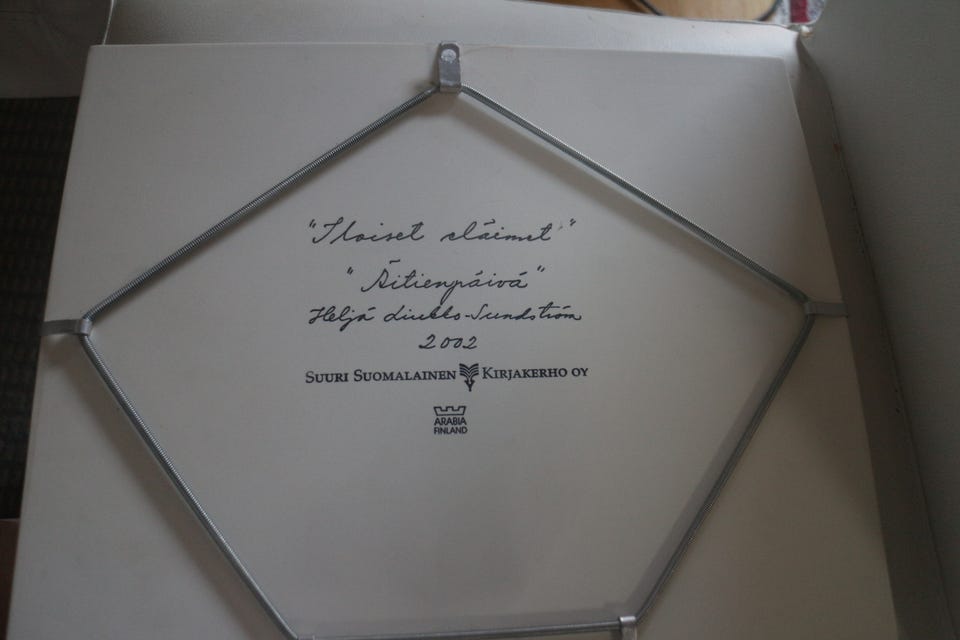 "Iloiset eläimet"
"Äitienpäivä"
Heljä Liukko-Sundström
2002
SUURI SUOMALAINEN KIRJAKERHO OY
ARABIA
FINLAND